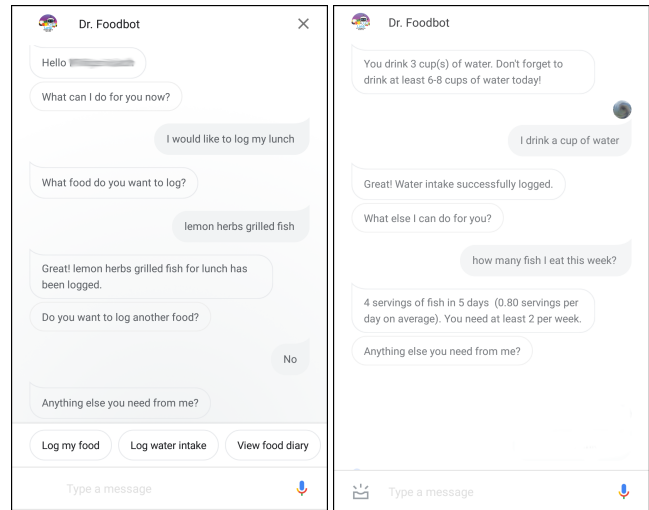 Dr. Foodbot
Hello
What can I do for you now?
I would like to log my lunch
What food do you want to log?
lemon herbs grilled fish
Great! lemon herbs grilled fish for lunch has
been logged.
Do you want to log another food?
No
Anything else you need from me?
Log my food
Log water intake
View food diary
Type a message
Dr. Foodbot
You drink 3 cup(s) of water. Don't forget to
drink at least 6-8 cups of water today!
I drink a cup of water
Great! Water intake successfully logged.
What else I can do for you?
how many fish I eat this week?
4 servings of fish in 5 days (0.80 servings per
day on average). You need at least 2 per week.
Anything else you need from me?
Type a message